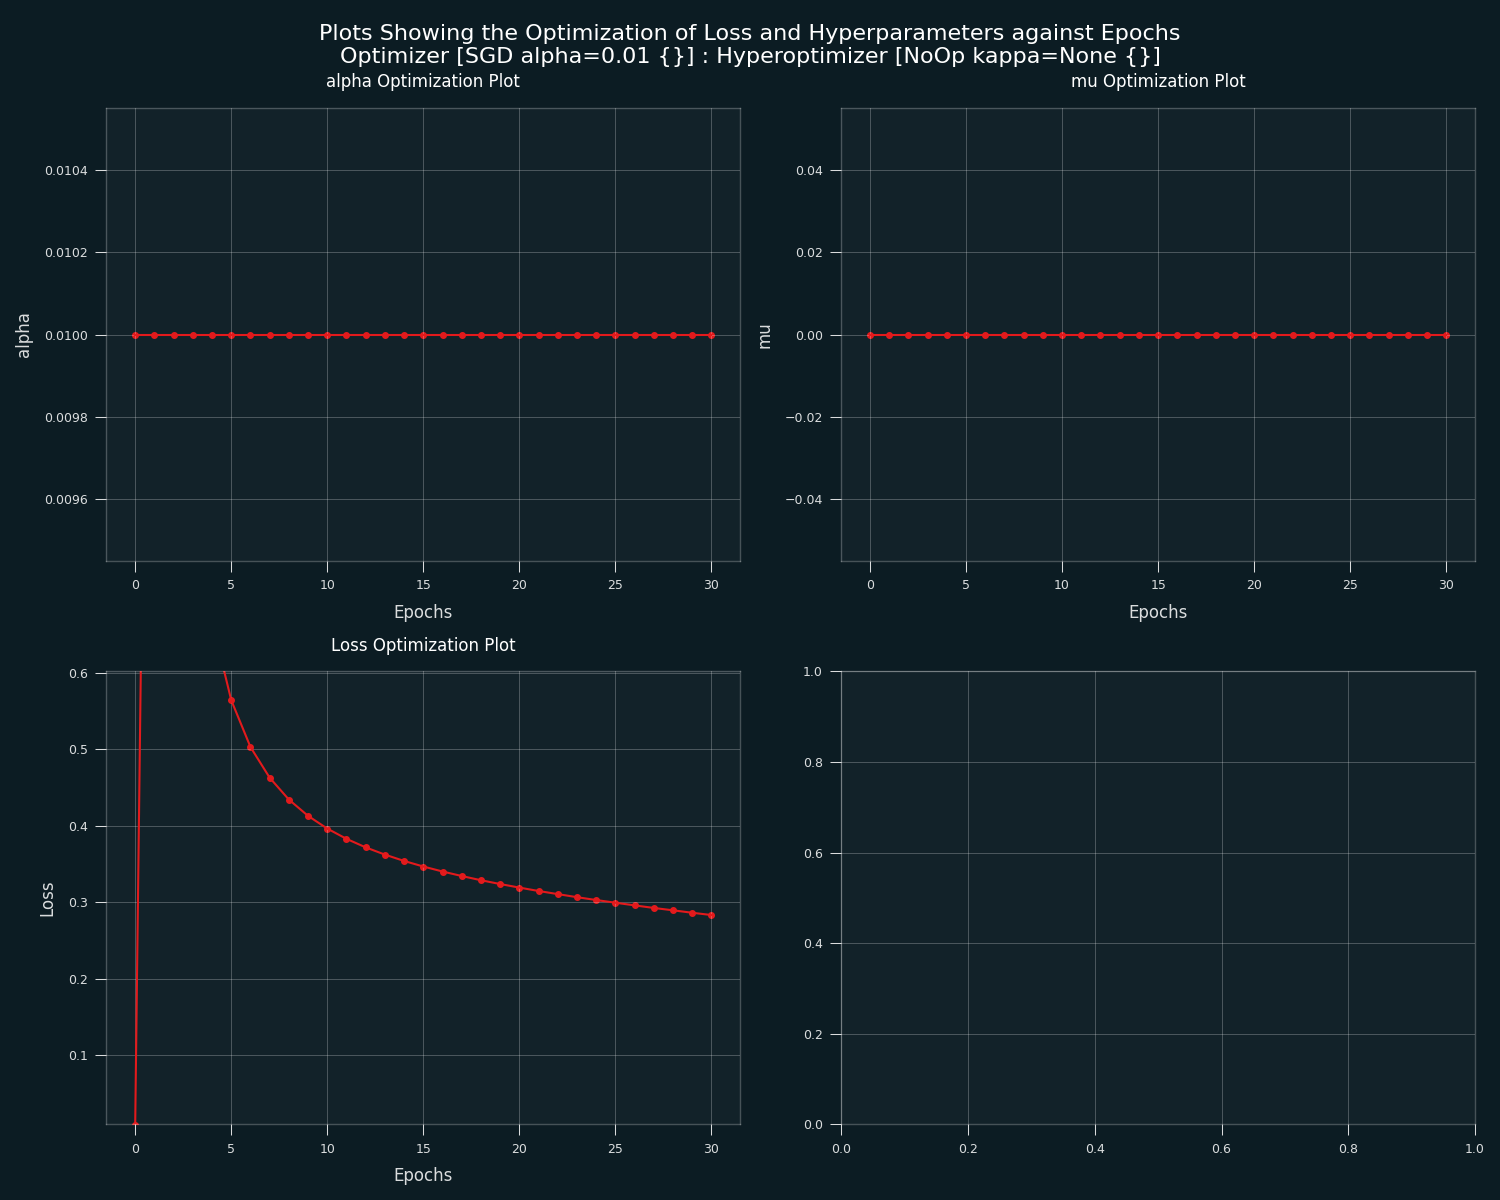 Plots Showing the Optimization of Loss and Hyperparameters against Epochs
Optimizer [SGD alpha=0.01 {}] : Hyperoptimizer [NoOp kappa=None {}]
alpha Optimization Plot
0.0104
0.0102
0.0100
0.0098
0.0096
alpha
0 5 10 15 20 25 30
Epochs
mu Optimization Plot
0.04
0.02
0.00
−0.02
−0.04
mu
0 5 10 15 20 25 30
Epochs
Loss Optimization Plot
0.6
0.5
0.4
0.3
0.2
0.1
Loss
0 5 10 15 20 25 30
Epochs
1.0
0.8
0.6
0.4
0.2
0.0
0.0 0.2 0.4 0.6 0.8 1.0